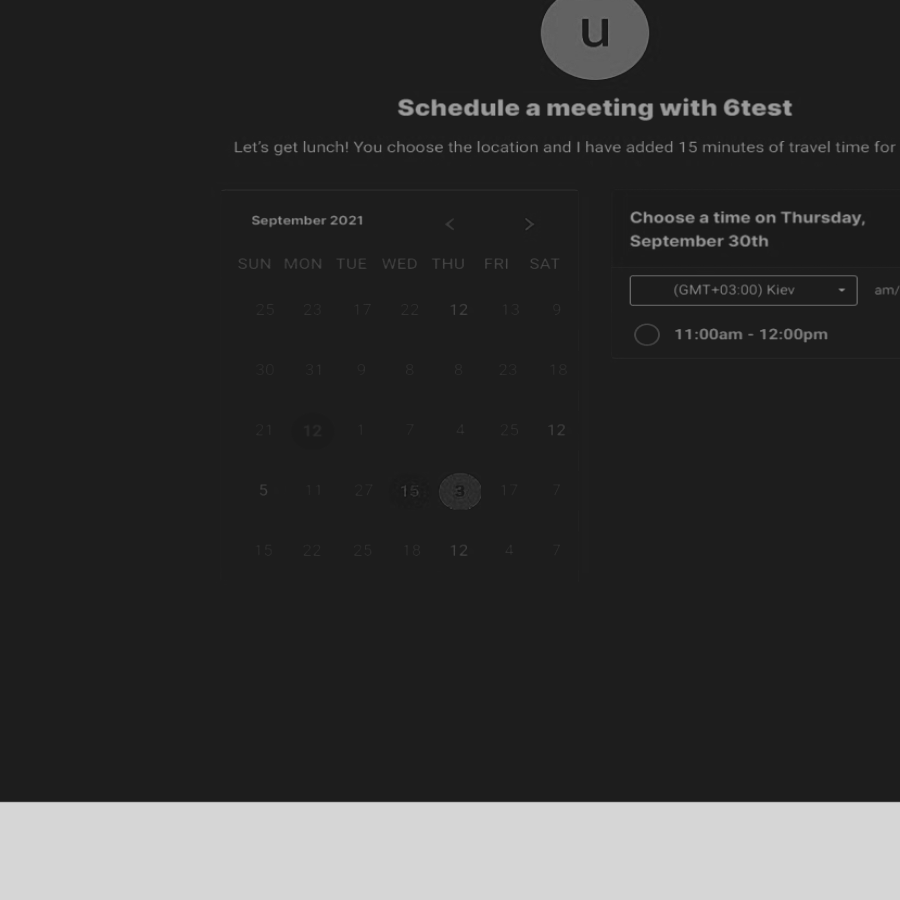 u
Schedule a meeting with 6test
Let's get lunch! You choose the location and I have added 15 minutes of travel time for
September 2021 < >
SUN MON TUE WED THU FRI SAT
25 23 17 22 12 13 9
30 31 9 8 8 23 18
21 12 1 7 4 25 12
5 11 27 15 3 17 7
15 22 25 18 12 4 7
Choose a time on Thursday,
September 30th
(GMT+03:00) Kiev am/
11:00am - 12:00pm